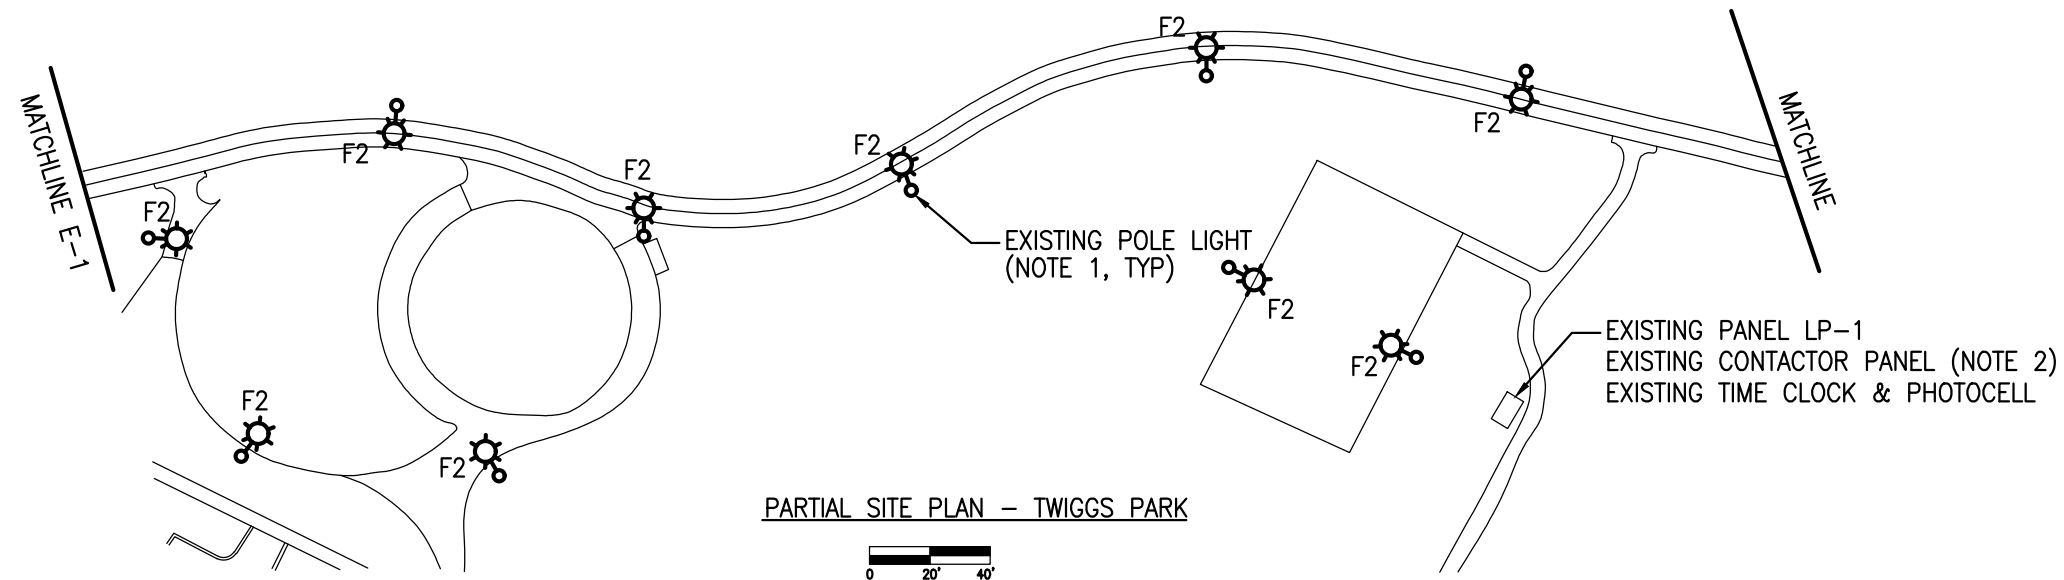 F2
F2
F2
F2
F2
F2
F2
F2
F2
F2
F2
MATCHLINE E-1
MATCHLINE
EXISTING POLE LIGHT
(NOTE 1, TYP)
EXISTING PANEL LP-1
EXISTING CONTACTOR PANEL (NOTE 2)
EXISTING TIME CLOCK & PHOTOCELL
PARTIAL SITE PLAN - TWIGGS PARK
0 20' 40'